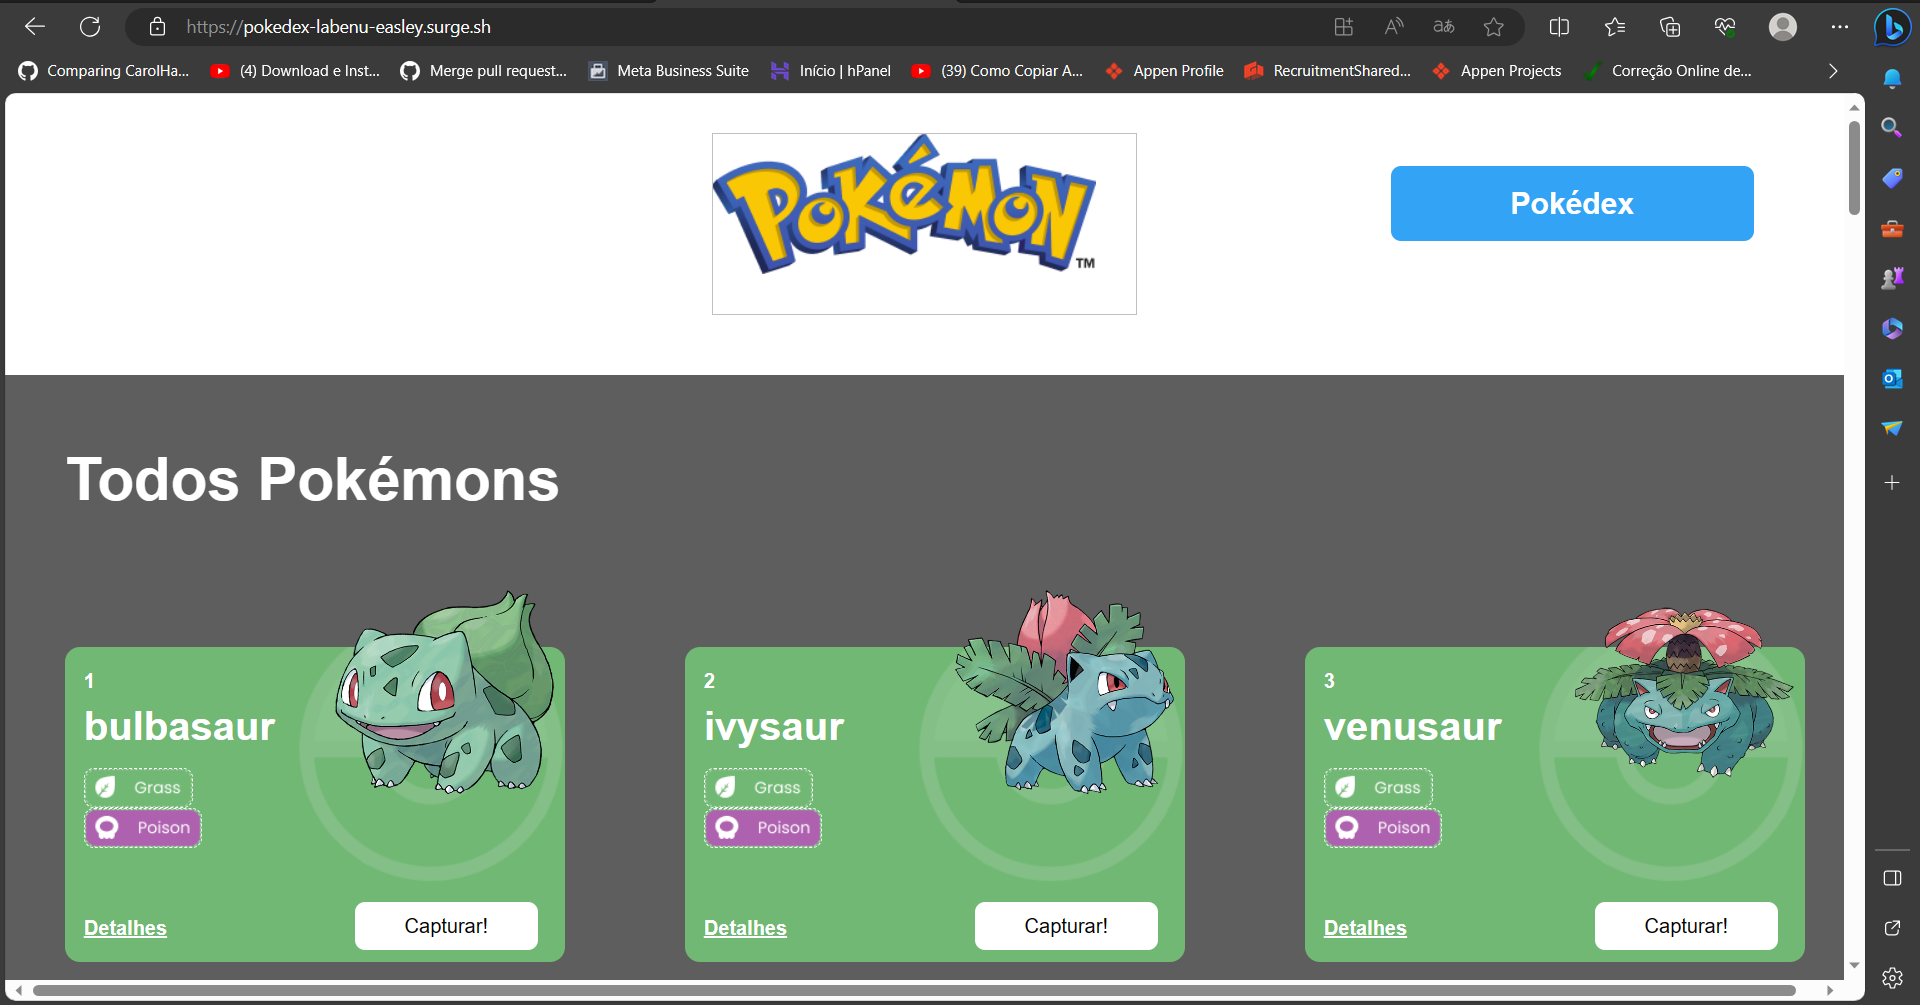 https://pokedex-labenu-easley.surge.sh
Comparing CarolHa... (4) Download e Inst... Merge pull request... Meta Business Suite Início | hPanel (39) Como Copiar A... Appen Profile RecruitmentShared... Appen Projects Correção Online de...
POKéMON TM
Pokédex
Todos Pokémons
1
bulbasaur
Grass
Poison
Detalhes Capturar!
2
ivysaur
Grass
Poison
Detalhes Capturar!
3
venusaur
Grass
Poison
Detalhes Capturar!